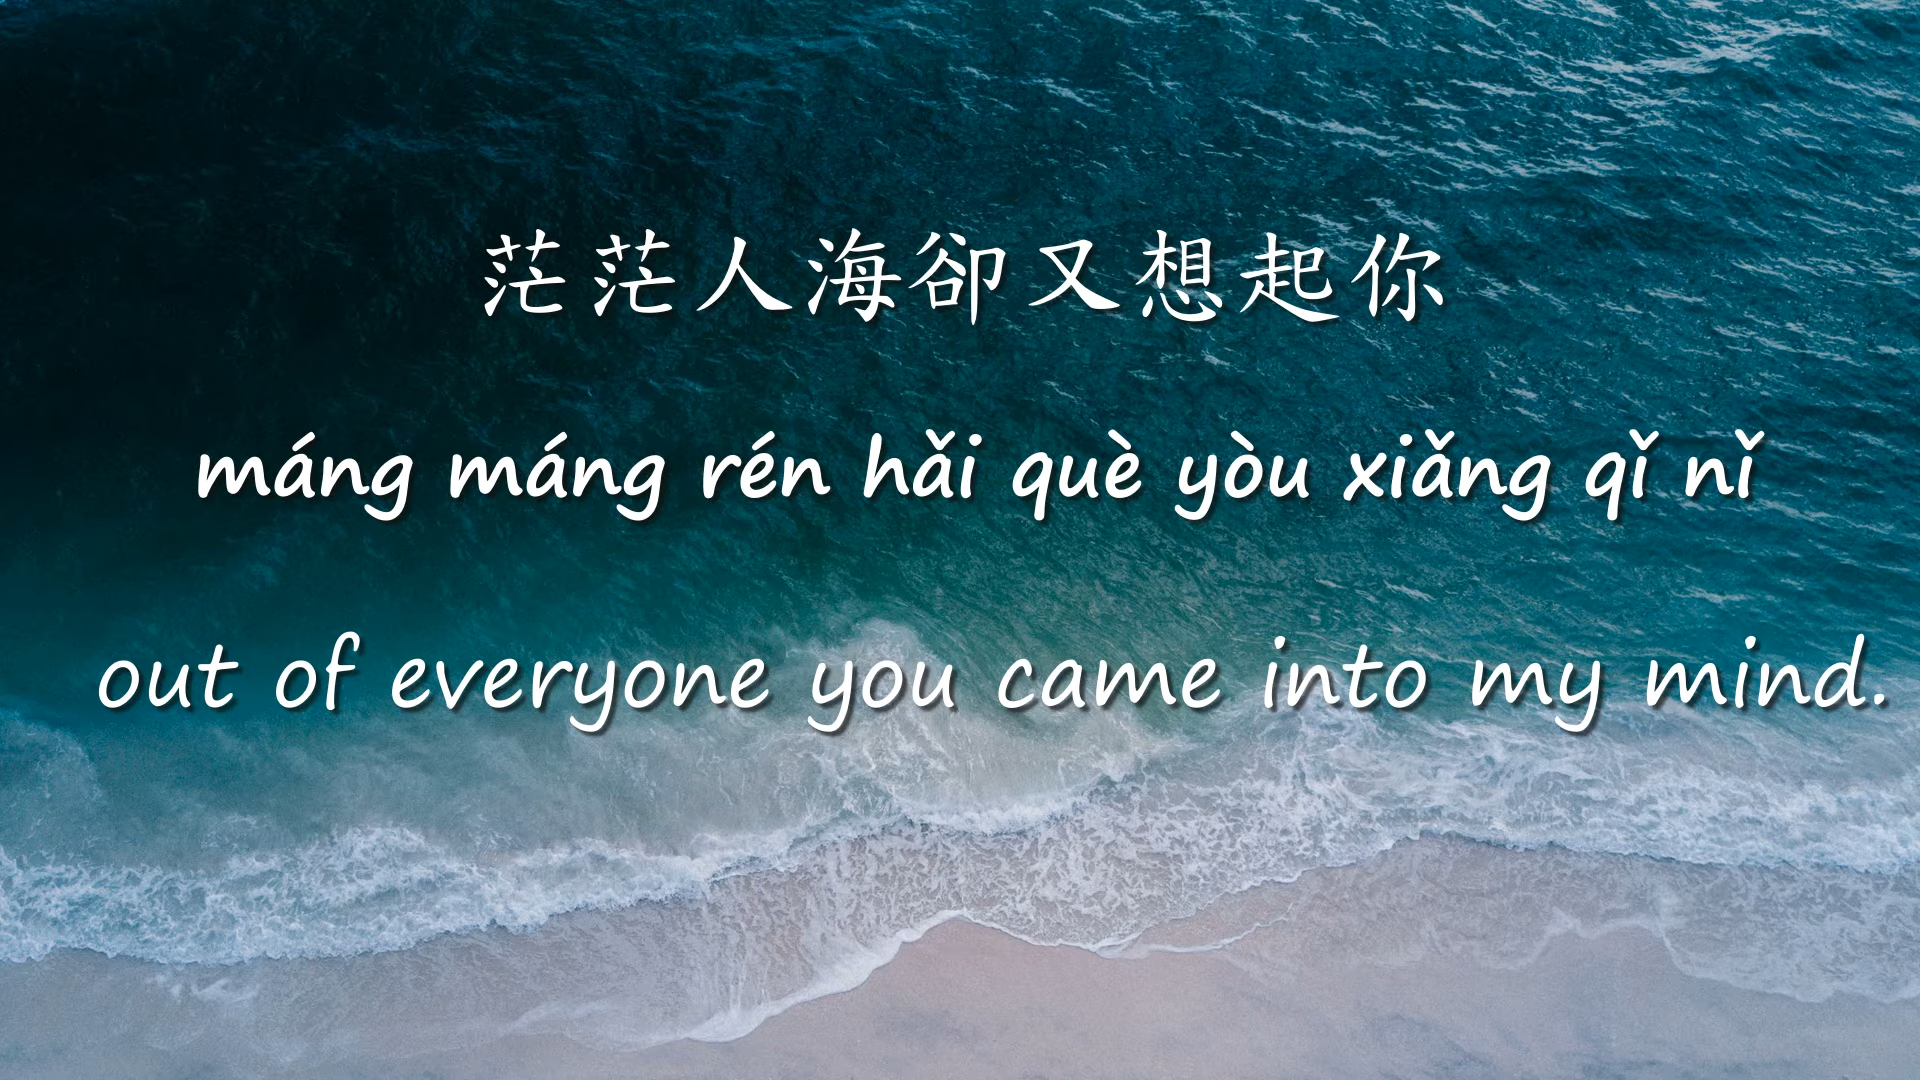 茫茫人海卻又想起你
máng máng rén hǎi què yòu xiǎng qǐ nǐ
out of everyone you came into my mind.